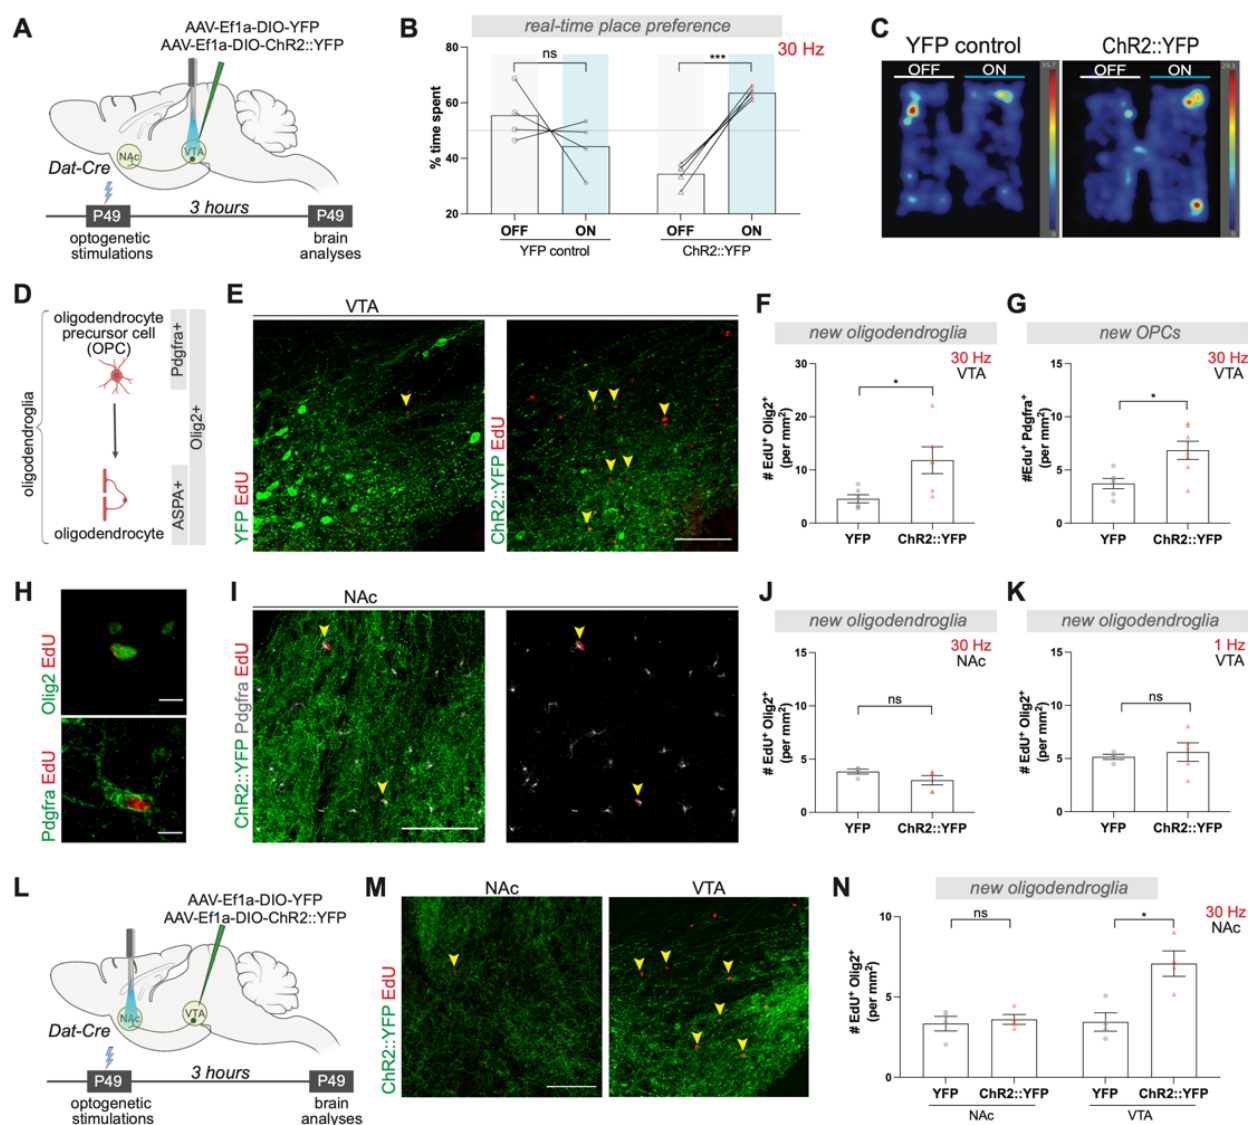 A
AAV-Ef1a-DIO-YFP
AAV-Ef1a-DIO-ChR2::YFP
NAc
VTA
Dat-Cre
P49
3 hours
P49
optogenetic
stimulations
brain
analyses
B
real-time place preference
30 Hz
% time spent
80
60
40
20
ns
***
OFF
ON
OFF
ON
YFP control
ChR2::YFP
C
YFP control
ChR2::YFP
OFF
ON
OFF
ON
0
0
D
oligodendroglia
oligodendrocyte
precursor cell
(OPC)
oligodendrocyte
Pdgfra+
ASPA+
Olig2+
E
VTA
YFP EdU
ChR2::YFP EdU
F
new oligodendroglia
30 Hz
VTA
# EdU+ Olig2+
(per mm²)
30
20
10
0
*
YFP
ChR2::YFP
G
new OPCs
30 Hz
VTA
#Edu+ Pdgfra+
(per mm²)
15
10
5
0
*
YFP
ChR2::YFP
H
Olig2 EdU
Pdgfra EdU
I
NAc
ChR2::YFP Pdgfra EdU
J
new oligodendroglia
30 Hz
NAc
# EdU+ Olig2+
(per mm²)
15
10
5
0
ns
YFP
ChR2::YFP
K
new oligodendroglia
1 Hz
VTA
# EdU+ Olig2+
(per mm²)
15
10
5
0
ns
YFP
ChR2::YFP
L
AAV-Ef1a-DIO-YFP
AAV-Ef1a-DIO-ChR2::YFP
NAc
VTA
Dat-Cre
P49
3 hours
P49
optogenetic
stimulations
brain
analyses
M
NAc
VTA
ChR2::YFP EdU
N
new oligodendroglia
30 Hz
NAc
# EdU+ Olig2+
(per mm²)
10
5
0
ns
*
YFP
ChR2::YFP
YFP
ChR2::YFP
NAc
VTA